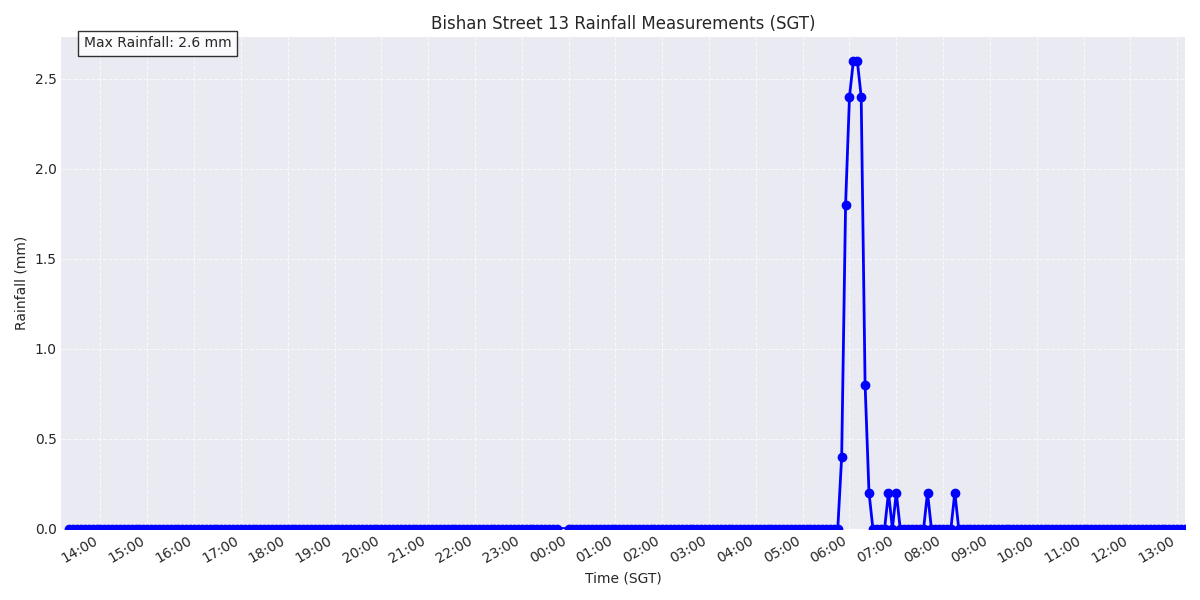 Bishan Street 13 Rainfall Measurements (SGT)
Max Rainfall: 2.6 mm
2.5
2.0
1.5
1.0
0.5
0.0
Rainfall (mm)
14:00 15:00 16:00 17:00 18:00 19:00 20:00 21:00 22:00 23:00 00:00 01:00 02:00 03:00 04:00 05:00 06:00 07:00 08:00 09:00 10:00 11:00 12:00 13:00
Time (SGT)